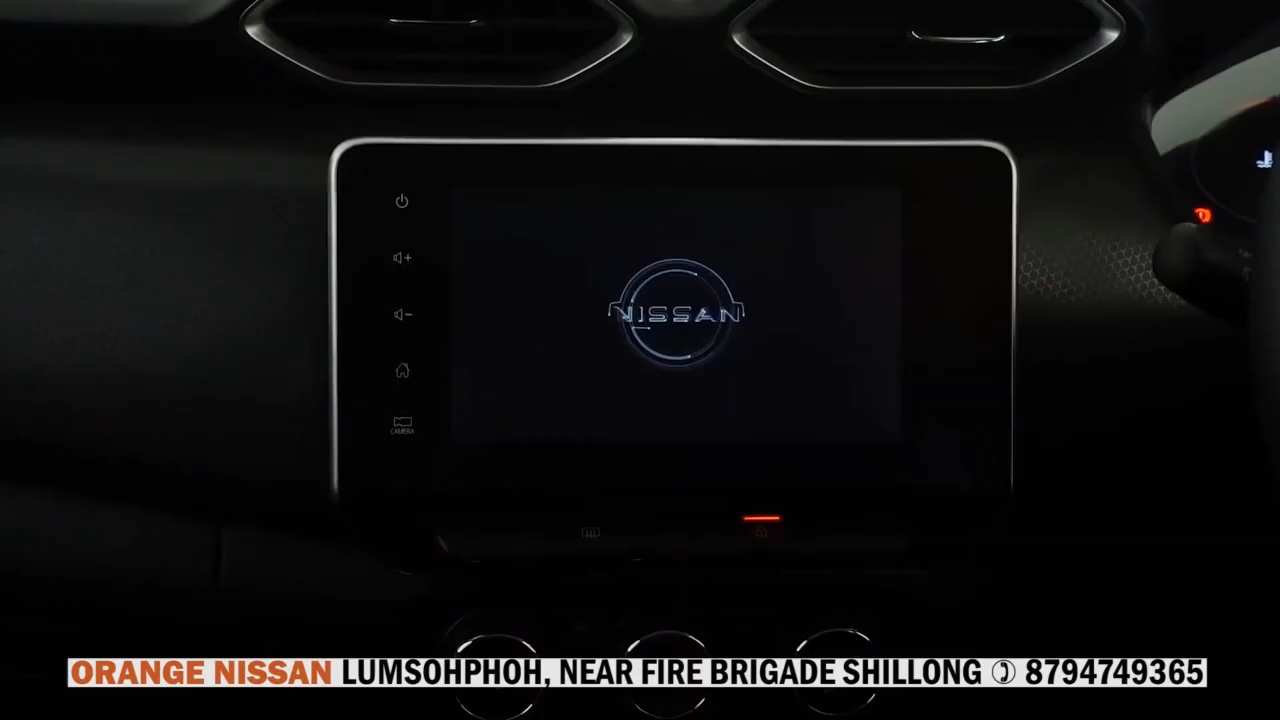 NISSAN
CAMERA
ORANGE NISSAN LUMSOHPHOH, NEAR FIRE BRIGADE SHILLONG ✆ 8794749365